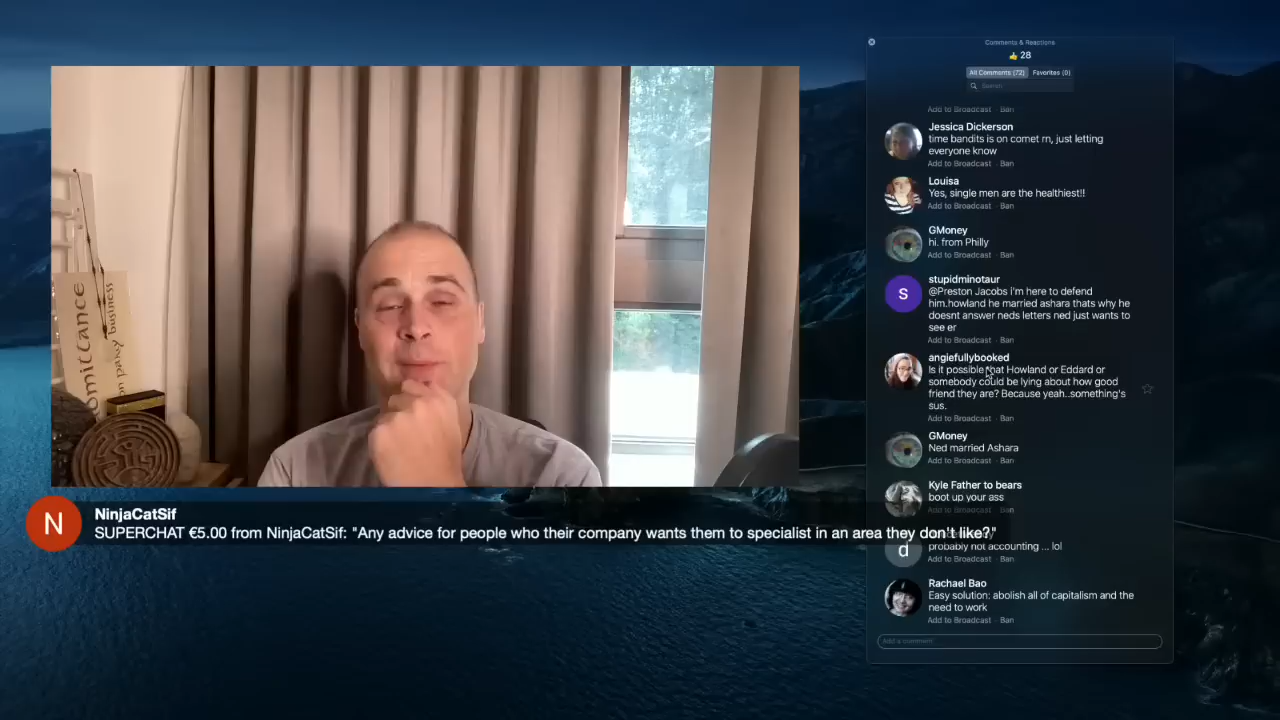 Comments & Reactions
👍 28
All Comments (72) Favorites (0)
Search
Add to Broadcast · Ban
Jessica Dickerson
time bandits is on comet rn, just letting
everyone know
Add to Broadcast · Ban
Louisa
Yes, single men are the healthiest!!
Add to Broadcast · Ban
GMoney
hi. from Philly
Add to Broadcast · Ban
S
stupidminotaur
@Preston Jacobs i'm here to defend
him.howland he married ashara thats why he
doesnt answer neds letters ned just wants to
see er
Add to Broadcast · Ban
angiefullybooked
Is it possible that Howland or Eddard or
somebody could be lying about how good
friend they are? Because yeah..something's
sus.
Add to Broadcast · Ban
GMoney
Ned married Ashara
Add to Broadcast · Ban
Kyle Father to bears
boot up your ass
Add to Broadcast · Ban
d
probably not accounting ... lol
Add to Broadcast · Ban
Rachael Bao
Easy solution: abolish all of capitalism and the
need to work
Add to Broadcast · Ban
Add a comment
omittance
on pany business
N
NinjaCatSif
SUPERCHAT €5.00 from NinjaCatSif: "Any advice for people who their company wants them to specialist in an area they don't like?"